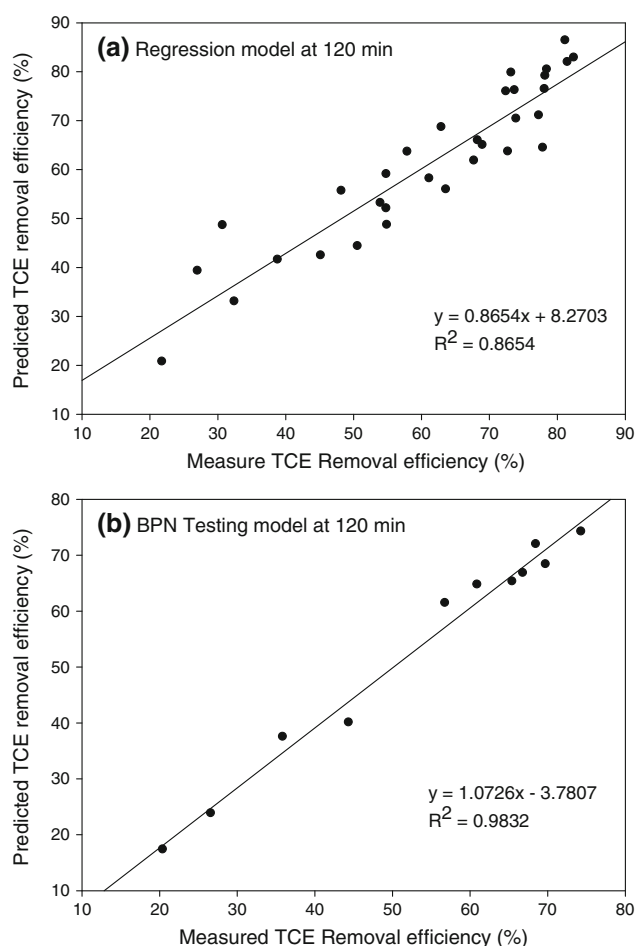 (a) Regression model at 120 min
Predicted TCE removal efficiency (%)
90
80
70
60
50
40
30
20
10
y = 0.8654x + 8.2703
R² = 0.8654
10 20 30 40 50 60 70 80 90
Measure TCE Removal efficiency (%)
(b) BPN Testing model at 120 min
Predicted TCE removal efficiency (%)
80
70
60
50
40
30
20
10
y = 1.0726x - 3.7807
R² = 0.9832
10 20 30 40 50 60 70 80
Measured TCE Removal efficiency (%)